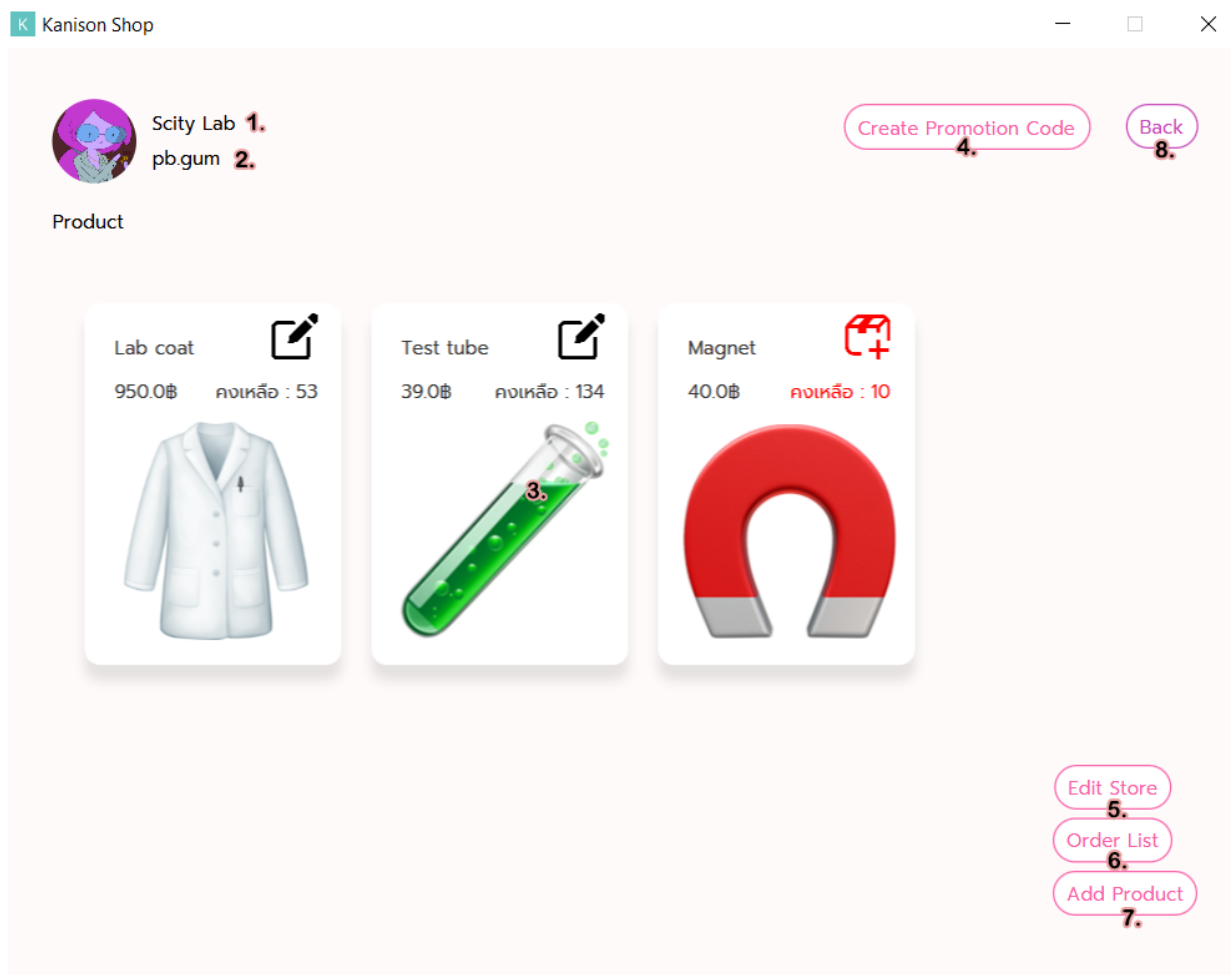 K Kanison Shop
Scity Lab 1.
pb.gum 2.
Create Promotion Code
4.
Back
8.
Product
Lab coat
950.0฿ คงเหลือ : 53
Test tube
39.0฿ คงเหลือ : 134
3.
Magnet
40.0฿ คงเหลือ : 10
Edit Store
5.
Order List
6.
Add Product
7.